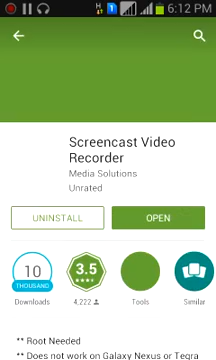 H 1 6:12 PM
Screencast Video
Recorder
Media Solutions
Unrated
UNINSTALL OPEN
10
THOUSAND
3.5
Downloads 4,222 Tools Similar
** Root Needed
** Does not work on Galaxy Nexus or Tegra